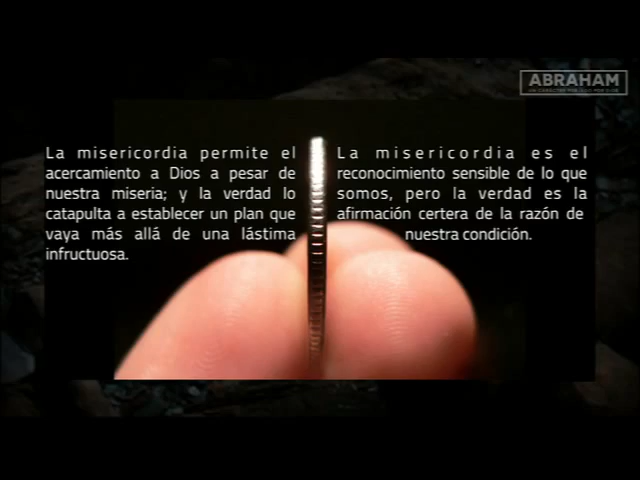 ABRAHAM
La misericordia permite el
acercamiento a Dios a pesar de
nuestra miseria; y la verdad lo
catapulta a establecer un plan que
vaya más allá de una lástima
infructuosa.
La misericordia es el
reconocimiento sensible de lo que
somos, pero la verdad es la
afirmación certera de la razón de
nuestra condición.